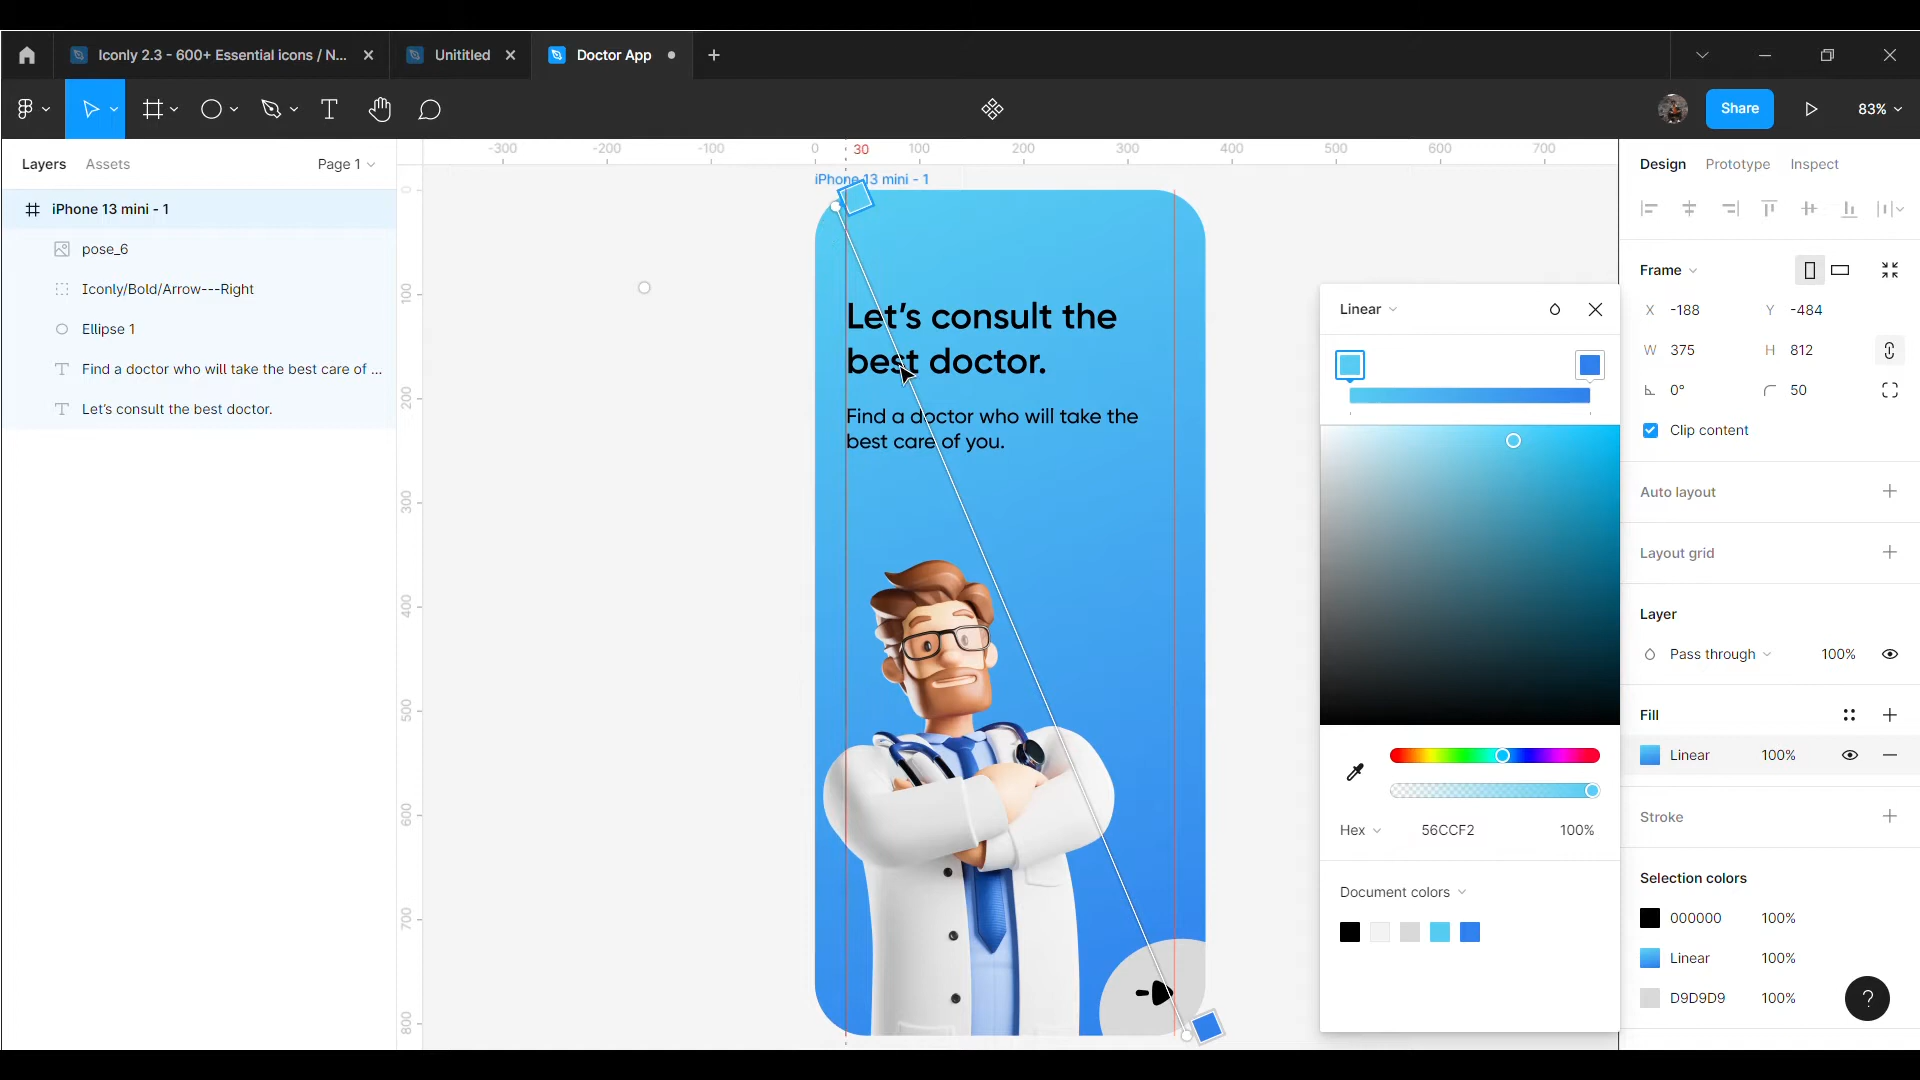 Iconly 2.3 - 600+ Essential icons / N...
Unititled
Doctor App
Share
83%
Layers
Assets
Page 1
iPhone 13 mini - 1
pose_6
Iconly/Bold/Arrow---Right
Ellipse 1
Find a doctor who will take the best care of ...
Let's consult the best doctor.
-300
-200
-100
0
30
100
200
300
400
500
600
700
0
100
200
300
400
500
600
700
800
iPhone 13 mini - 1
Let's consult the
best doctor.
Find a doctor who will take the
best care of you.
Linear
Hex
56CCF2
100%
Document colors
Design
Prototype
Inspect
Frame
X -188
Y -484
W 375
H 812
0°
50
Clip content
Auto layout
Layout grid
Layer
Pass through
100%
Fill
Linear
100%
Stroke
Selection colors
000000
100%
Linear
100%
D9D9D9
100%
?